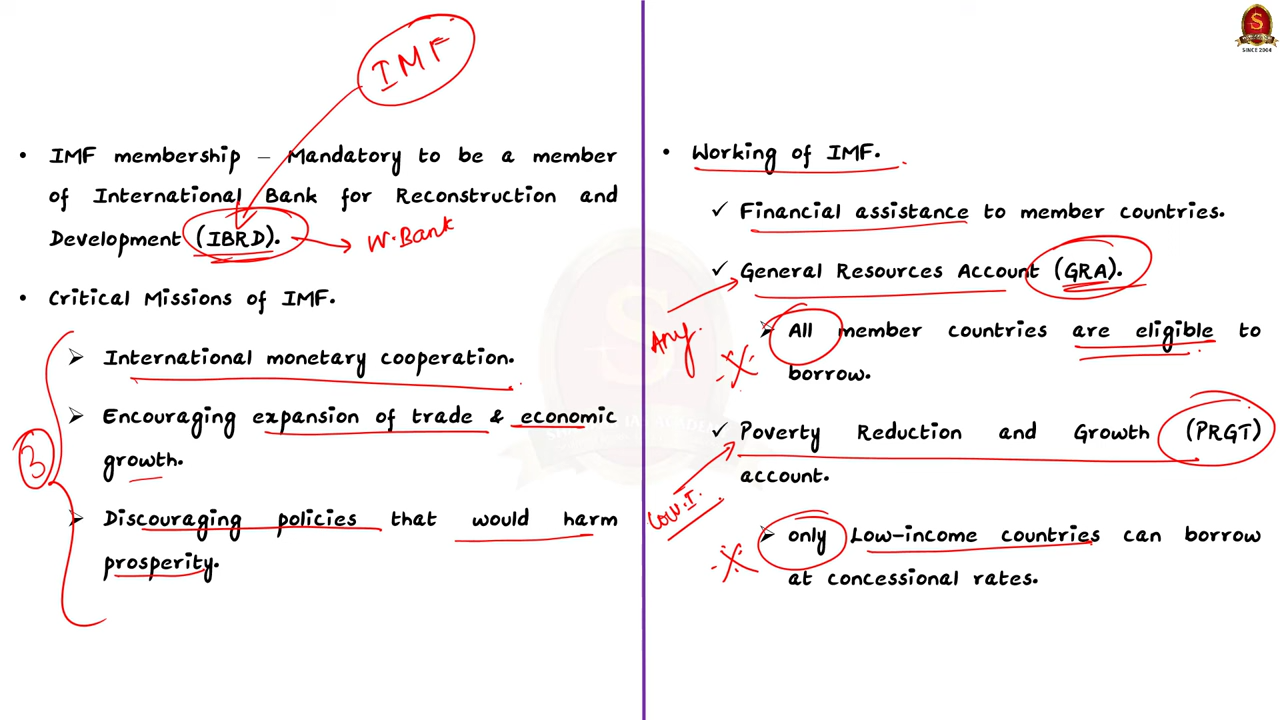 IMF
• IMF membership – Mandatory to be a member
of International Bank for Reconstruction and
Development (IBRD). → W.Bank
• Critical Missions of IMF.
➢ International monetary cooperation.
➢ Encouraging expansion of trade & economic
growth.
3
➢ Discouraging policies that would harm
prosperity.
S
SINCE 2004
• Working of IMF.
✓ Financial assistance to member countries.
✓ General Resources Account (GRA).
Any.
➢ All member countries are eligible to
borrow.
✓ Poverty Reduction and Growth (PRGT)
account.
Low.I.
➢ only Low-income countries can borrow
at concessional rates.